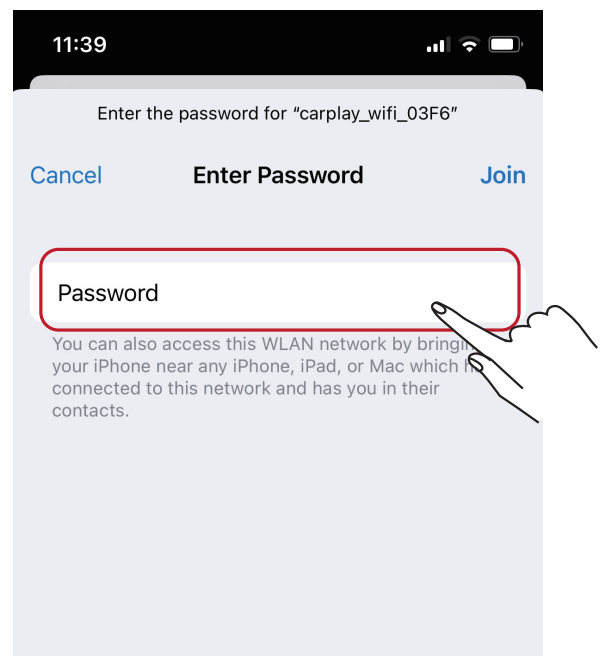 11:39
Enter the password for “carplay_wifi_03F6”
Cancel Enter Password Join
Password
You can also access this WLAN network by
your iPhone near any iPhone, iPad, or Mac which
connected to this network and has you in their
contacts.